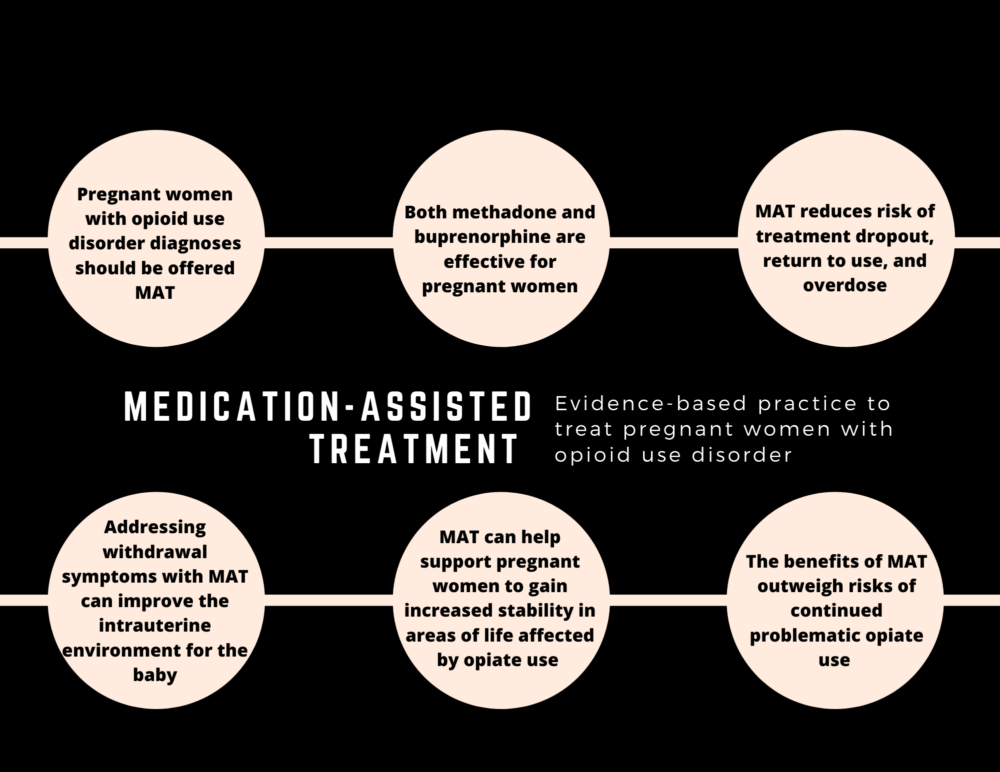 Pregnant women
with opioid use
disorder diagnoses
should be offered
MAT
Both methadone and
buprenorphine are
effective for
pregnant women
MAT reduces risk of
treatment dropout,
return to use, and
overdose
MEDICATION-ASSISTED
TREATMENT
Evidence-based practice to
treat pregnant women with
opioid use disorder
Addressing
withdrawal
symptoms with MAT
can improve the
intrauterine
environment for the
baby
MAT can help
support pregnant
women to gain
increased stability in
areas of life affected
by opiate use
The benefits of MAT
outweigh risks of
continued
problematic opiate
use